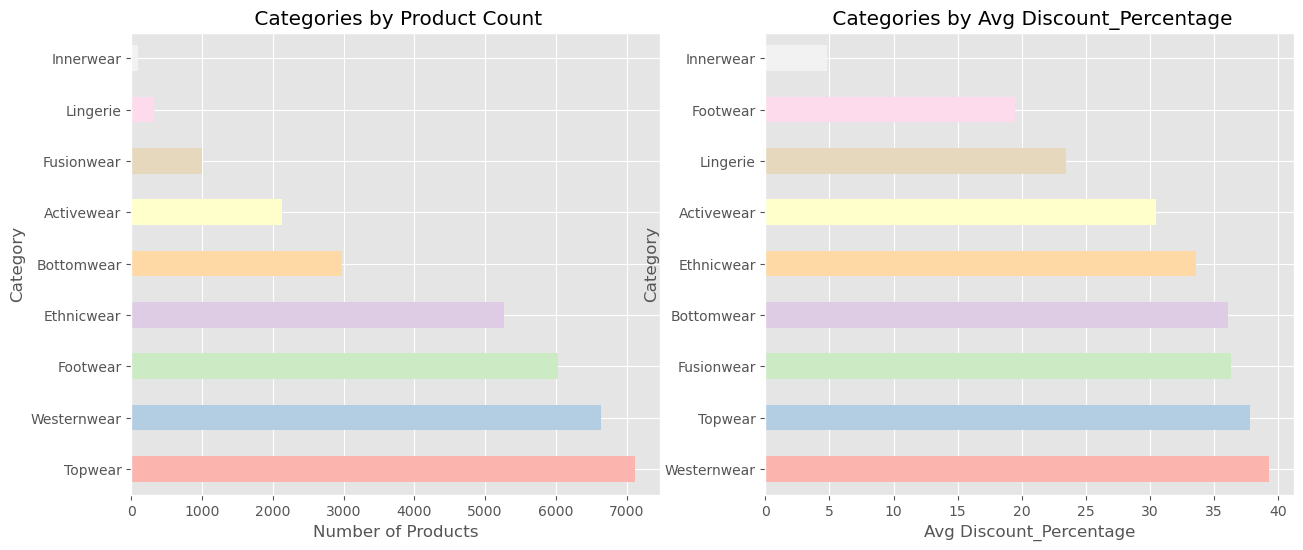 Categories by Product Count
Category
Innerwear
Lingerie
Fusionwear
Activewear
Bottomwear
Ethnicwear
Footwear
Westernwear
Topwear
0 1000 2000 3000 4000 5000 6000 7000
Number of Products
Categories by Avg Discount_Percentage
Category
Innerwear
Footwear
Lingerie
Activewear
Ethnicwear
Bottomwear
Fusionwear
Topwear
Westernwear
0 5 10 15 20 25 30 35 40
Avg Discount_Percentage